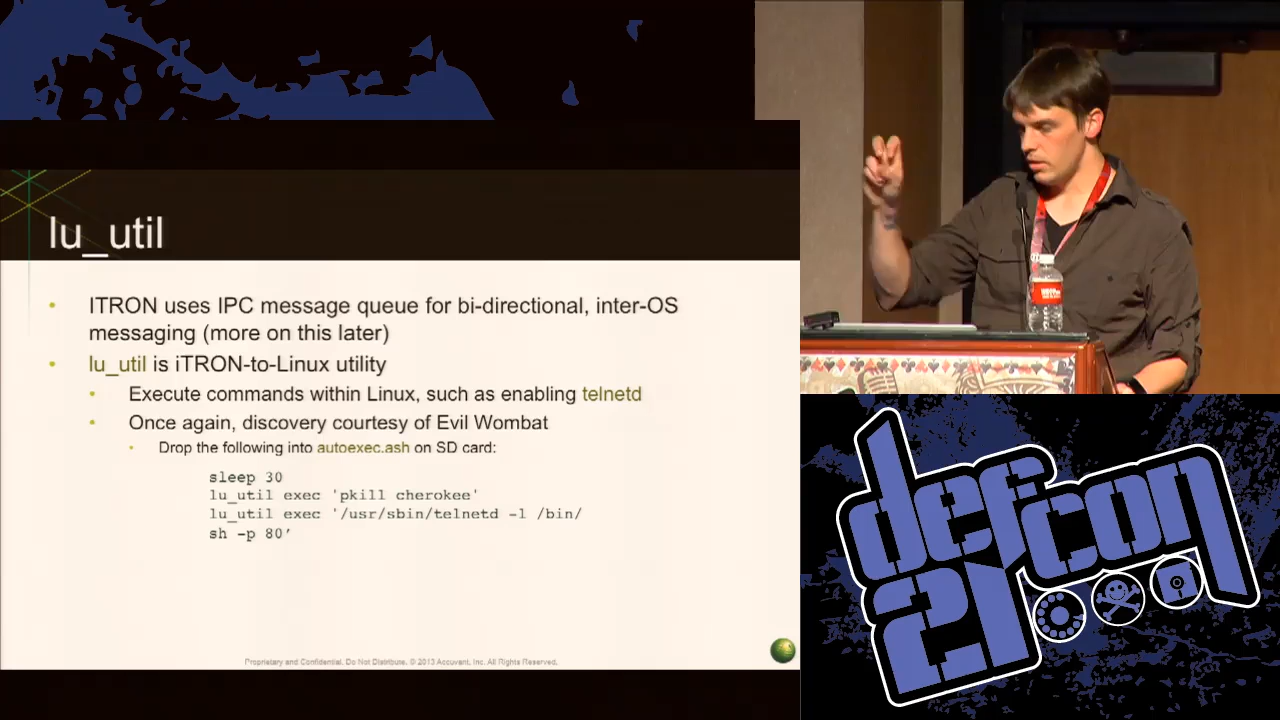 lu_util
• ITRON uses IPC message queue for bi-directional, inter-OS
messaging (more on this later)
• lu_util is iTRON-to-Linux utility
• Execute commands within Linux, such as enabling telnetd
• Once again, discovery courtesy of Evil Wombat
• Drop the following into autoexec.ash on SD card:
sleep 30
lu_util exec 'pkill cherokee'
lu_util exec '/usr/sbin/telnetd -l /bin/
sh -p 80’
Proprietary and Confidential. Do Not Distribute. © 2013 Accuvant, Inc. All Rights Reserved.
defcon
21